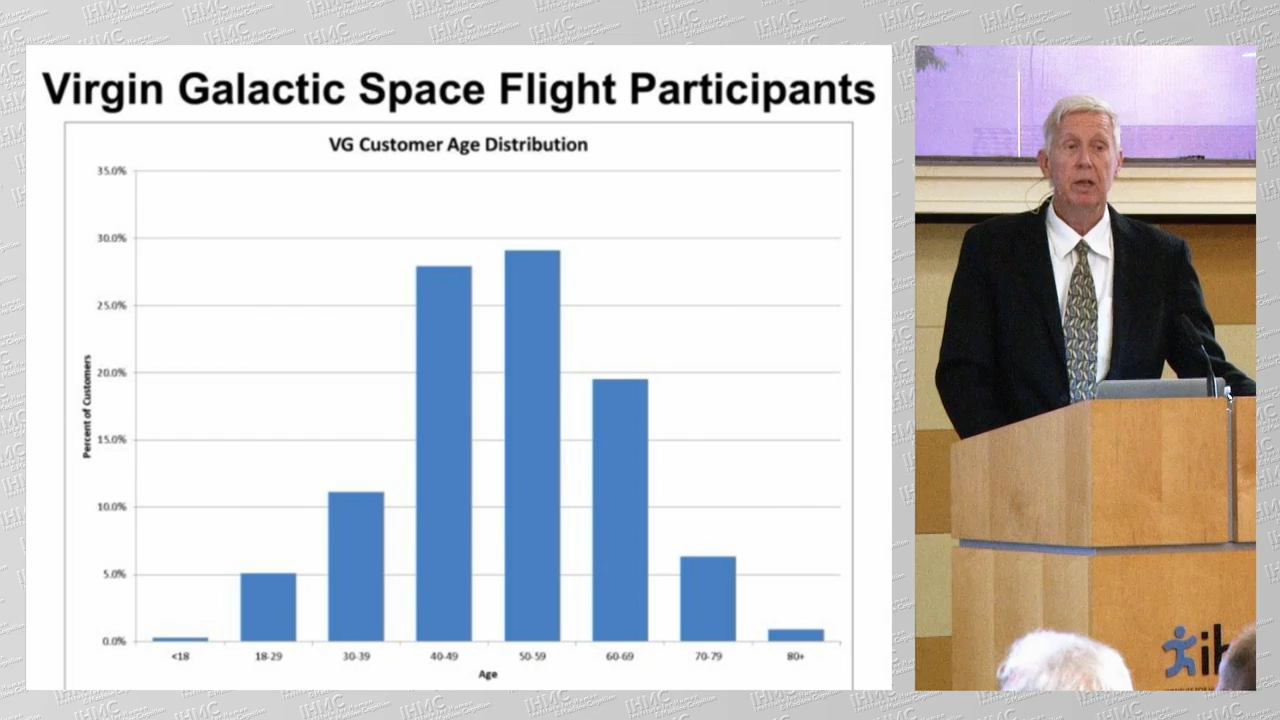 Virgin Galactic Space Flight Participants
VG Customer Age Distribution
35.0%
30.0%
25.0%
20.0%
15.0%
10.0%
5.0%
0.0%
Percent of Customers
<18
18-29
30-39
40-49
50-59
60-69
70-79
80+
Age
ih
IHMC